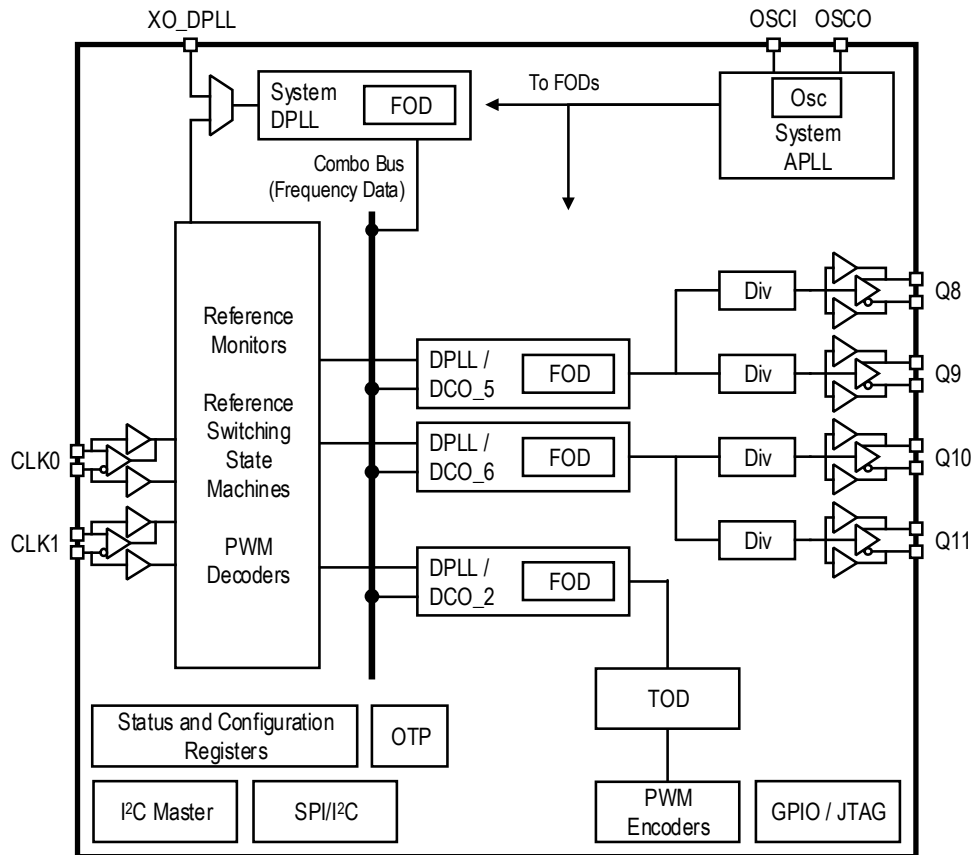 XO_DPLL
OSCI
OSCO
System
DPLL
FOD
To FODs
Osc
System
APLL
Combo Bus
(Frequency Data)
Reference
Monitors
Reference
Switching
State
Machines
PWM
Decoders
CLK0
CLK1
DPLL /
DCO_5
FOD
DPLL /
DCO_6
FOD
DPLL /
DCO_2
FOD
Div
Q8
Div
Q9
Div
Q10
Div
Q11
TOD
Status and Configuration
Registers
OTP
I²C Master
SPI/I²C
PWM
Encoders
GPIO / JTAG